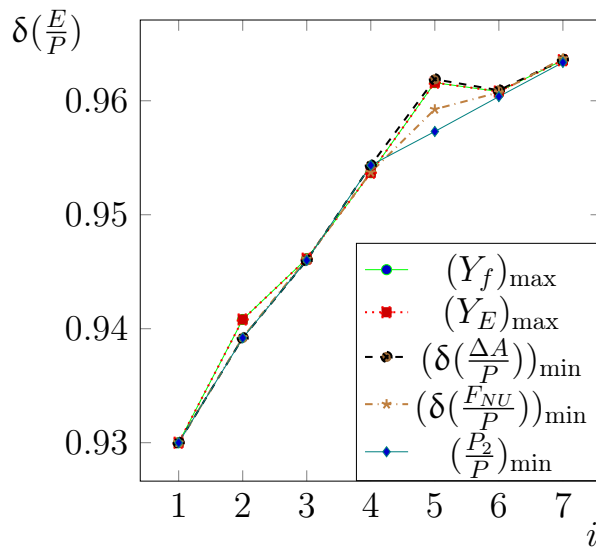 δ(E/P)
0.96
0.95
0.94
0.93
(Y_f)_max
(Y_E)_max
(δ(ΔA/P))_min
(δ(F_NU/P))_min
(P_2/P)_min
1 2 3 4 5 6 7
i